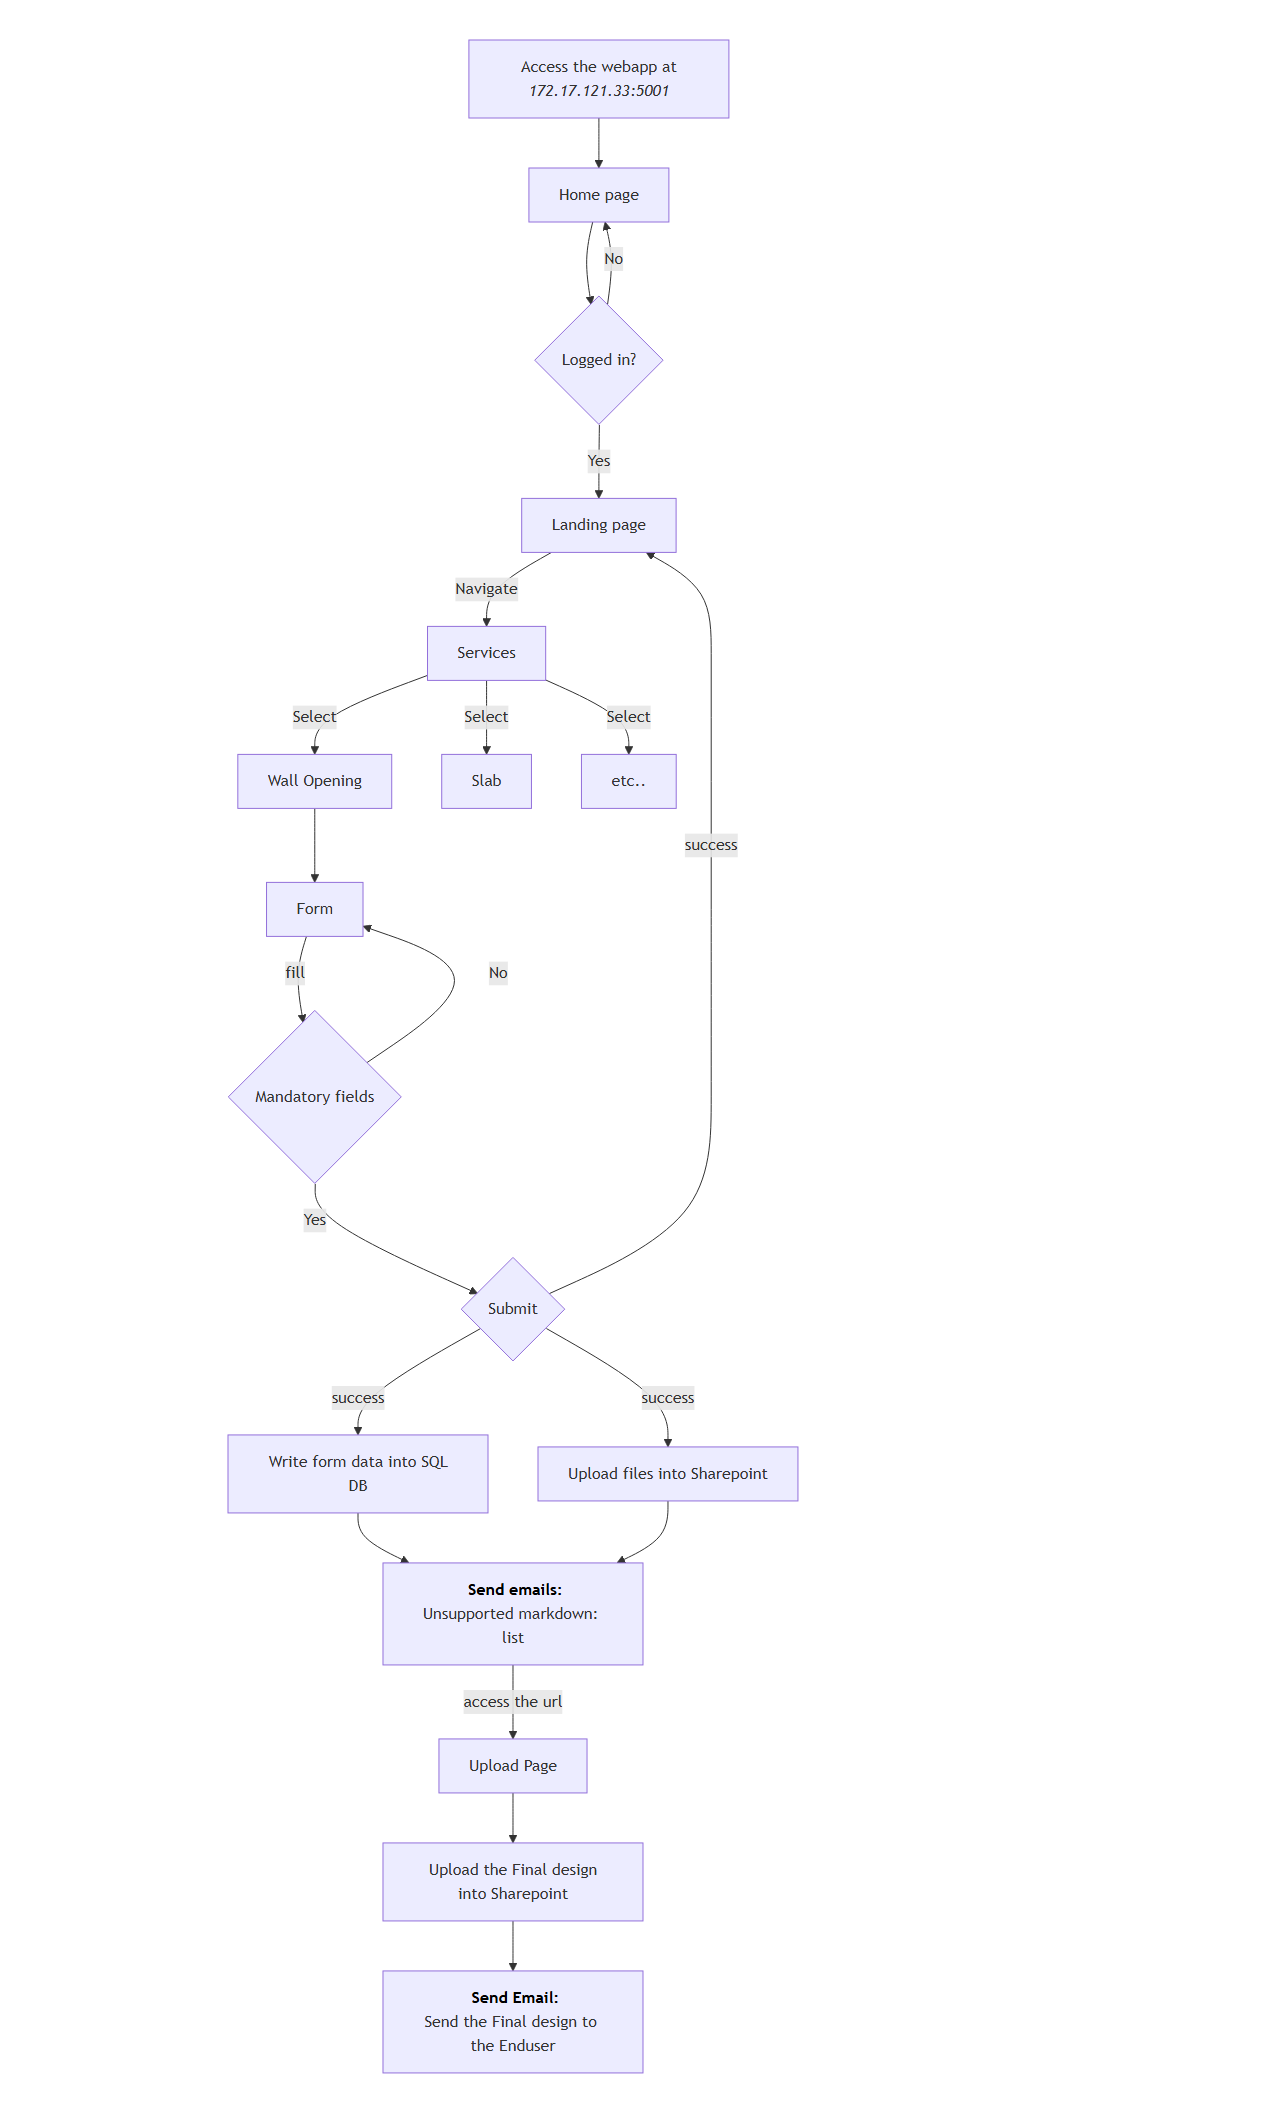 Access the webapp at
172.17.121.33:5001
Home page
No
Logged in?
Yes
Landing page
Navigate
Services
Select
Select
Select
Wall Opening
Slab
etc..
success
Form
fill
No
Mandatory fields
Yes
Submit
success
success
Write form data into SQL
DB
Upload files into Sharepoint
Send emails:
Unsupported markdown:
list
access the url
Upload Page
Upload the Final design
into Sharepoint
Send Email:
Send the Final design to
the Enduser